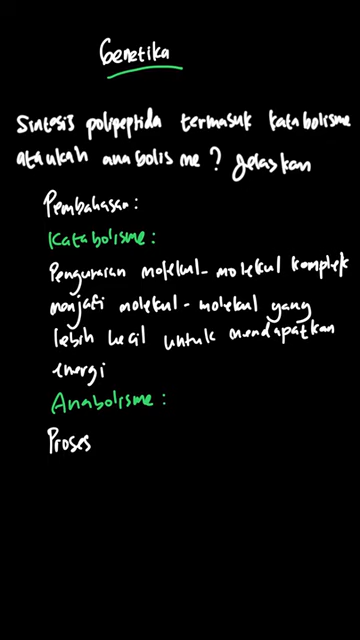 Genetika
Sintesis polipeptida termasuk katabolisme
ataukah anabolisme? Jelaskan
Pembahasan:
Katabolisme:
Penguraian molekul-molekul komplek
menjadi molekul-molekul yang
lebih kecil untuk mendapatkan
energi
Anabolisme:
Proses